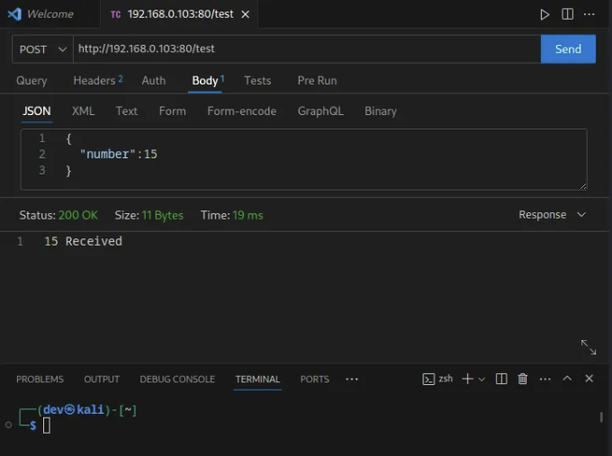 Welcome TC 192.168.0.103:80/test
POST http://192.168.0.103:80/test Send
Query Headers 2 Auth Body 1 Tests Pre Run
JSON XML Text Form Form-encode GraphQL Binary
1 {
2 "number":15
3 }
Status: 200 OK Size: 11 Bytes Time: 19 ms Response
1 15 Received
PROBLEMS OUTPUT DEBUG CONSOLE TERMINAL PORTS ··· zsh
┌──(dev㉿kali)-[~]
└─$